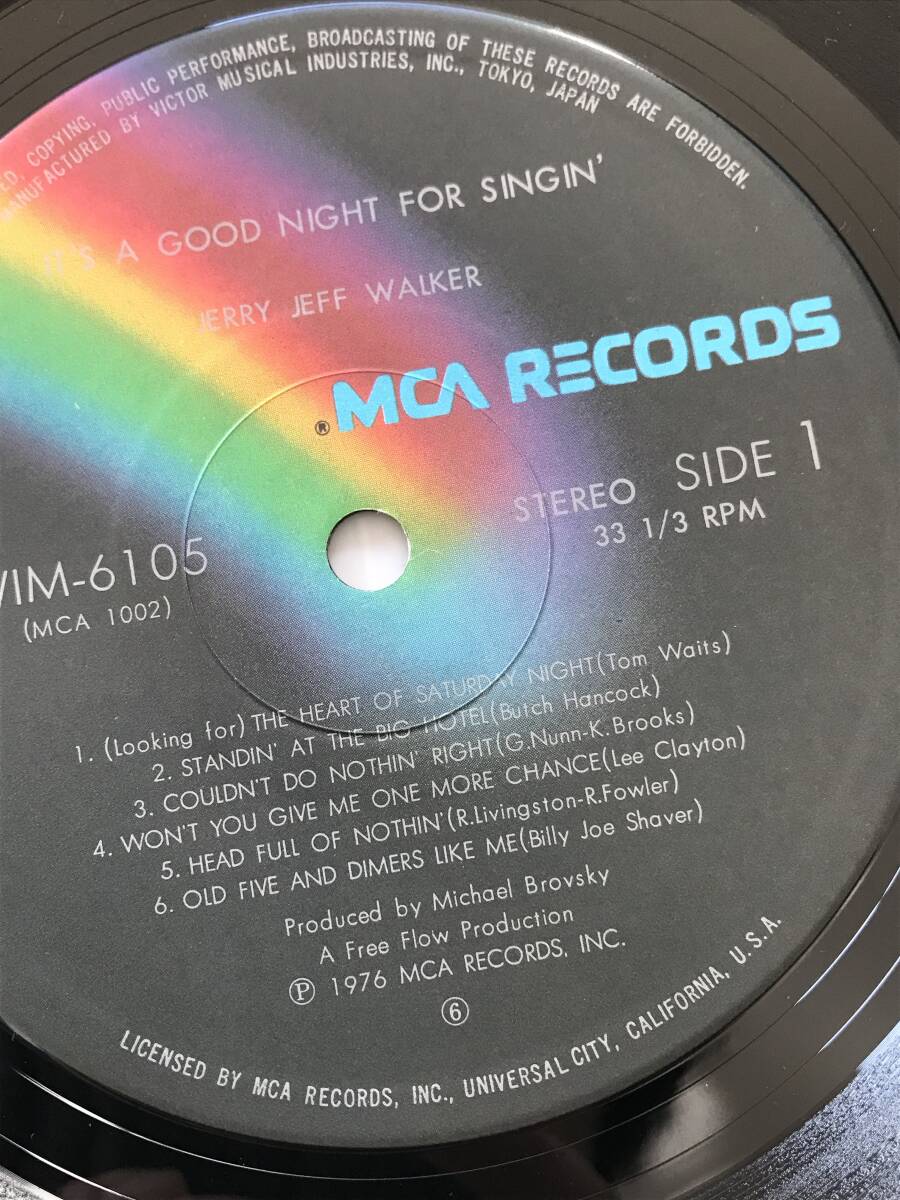 COPYING, PUBLIC PERFORMANCE, BROADCASTING OF THESE RECORDS ARE FORBIDDEN.
MANUFACTURED BY VICTOR MUSICAL INDUSTRIES, INC., TOKYO, JAPAN
IT'S A GOOD NIGHT FOR SINGIN'
JERRY JEFF WALKER
® MCA RECORDS
STEREO SIDE 1
33 1/3 RPM
VIM-6105
(MCA 1002)
1. (Looking for) THE HEART OF SATURDAY NIGHT(Tom Waits)
2. STANDIN' AT THE BIG HOTEL(Butch Hancock)
3. COULDN'T DO NOTHIN' RIGHT(G.Nunn-K.Brooks)
4. WON'T YOU GIVE ME ONE MORE CHANCE(Lee Clayton)
5. HEAD FULL OF NOTHIN'(R.Livingston-R.Fowler)
6. OLD FIVE AND DIMERS LIKE ME(Billy Joe Shaver)
Produced by Michael Brovsky
A Free Flow Production
Ⓟ 1976 MCA RECORDS, INC.
⑥
LICENSED BY MCA RECORDS, INC., UNIVERSAL CITY, CALIFORNIA, U.S.A.